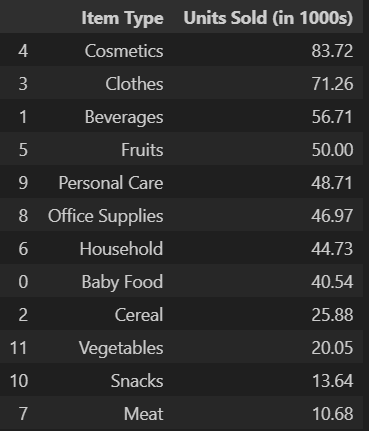 Item Type Units Sold (in 1000s)
4 Cosmetics 83.72
3 Clothes 71.26
1 Beverages 56.71
5 Fruits 50.00
9 Personal Care 48.71
8 Office Supplies 46.97
6 Household 44.73
0 Baby Food 40.54
2 Cereal 25.88
11 Vegetables 20.05
10 Snacks 13.64
7 Meat 10.68